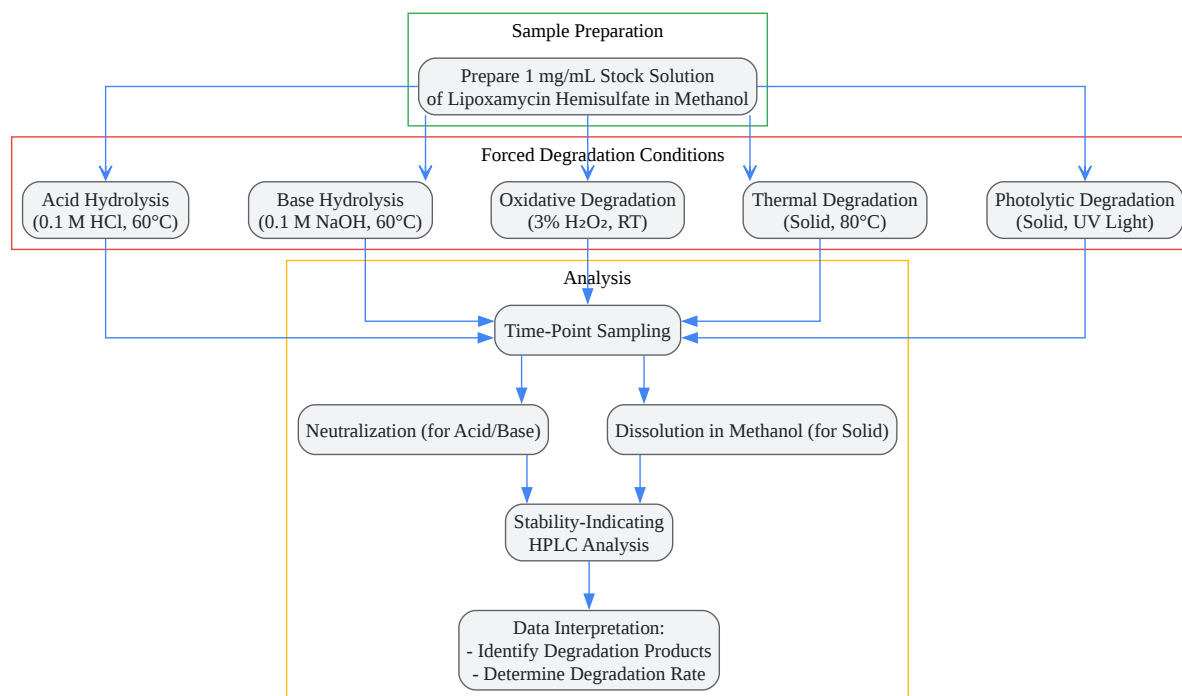 Sample Preparation
Prepare 1 mg/mL Stock Solution
of Lipoxamycin Hemisulfate in Methanol
Forced Degradation Conditions
Acid Hydrolysis
(0.1 M HCl, 60°C)
Base Hydrolysis
(0.1 M NaOH, 60°C)
Oxidative Degradation
(3% H₂O₂, RT)
Thermal Degradation
(Solid, 80°C)
Photolytic Degradation
(Solid, UV Light)
Analysis
Time-Point Sampling
Neutralization (for Acid/Base)
Dissolution in Methanol (for Solid)
Stability-Indicating
HPLC Analysis
Data Interpretation:
- Identify Degradation Products
- Determine Degradation Rate